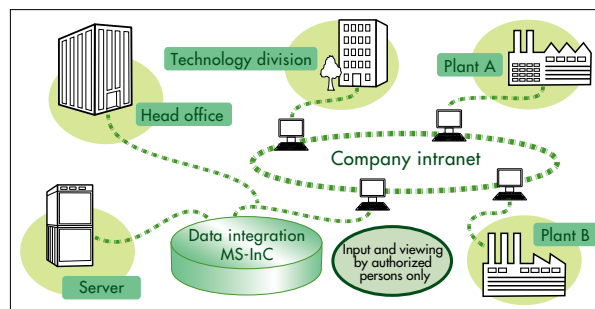 Technology division
Plant A
Head office
Company intranet
Data integration
MS-InC
Input and viewing
by authorized
persons only
Plant B
Server